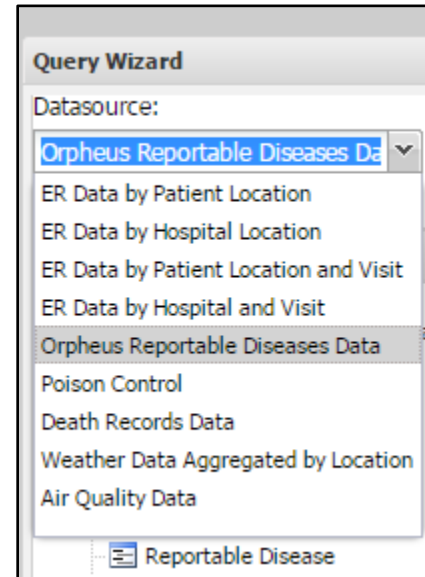 Query Wizard
Datasource:
Orpheus Reportable Diseases Da
ER Data by Patient Location
ER Data by Hospital Location
ER Data by Patient Location and Visit
ER Data by Hospital and Visit
Orpheus Reportable Diseases Data
Poison Control
Death Records Data
Weather Data Aggregated by Location
Air Quality Data
Reportable Disease